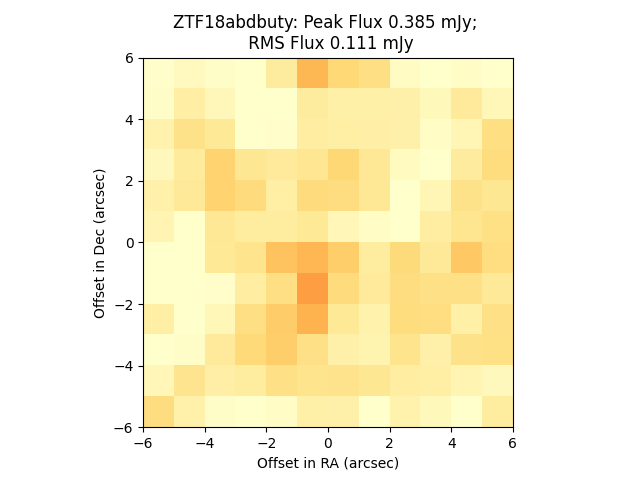 ZTF18abdbuty: Peak Flux 0.385 mJy;
RMS Flux 0.111 mJy
6
4
2
0
−2
−4
−6
Offset in Dec (arcsec)
−6 −4 −2 0 2 4 6
Offset in RA (arcsec)